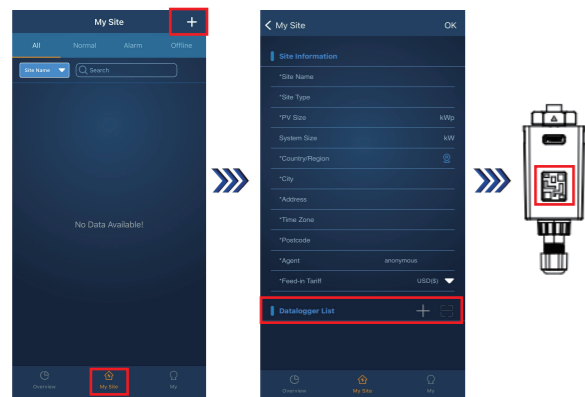 My Site
+
All Normal Alarm Offline
Site Name Search
No Data Available!
Overview My Site My
My Site OK
Site Information
*Site Name
*Site Type
*PV Size kWp
System Size kW
*Country/Region
*City
*Address
*Time Zone
*Postcode
*Agent anonymous
*Feed-in Tariff USD($)
Datalogger List +
Overview My Site My